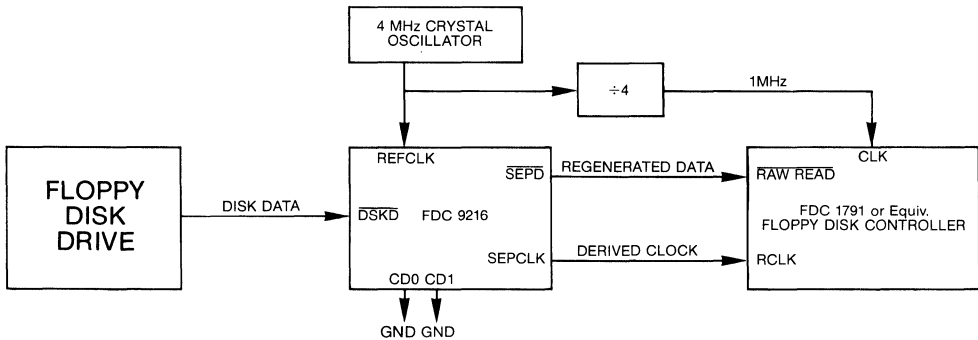 4 MHz CRYSTAL
OSCILLATOR
÷4
1MHz
REFCLK
CLK
FLOPPY
DISK
DRIVE
DISK DATA
DSKD
FDC 9216
SEPD
REGENERATED DATA
RAW READ
FDC 1791 or Equiv.
FLOPPY DISK CONTROLLER
SEPCLK
DERIVED CLOCK
RCLK
CD0 CD1
GND GND